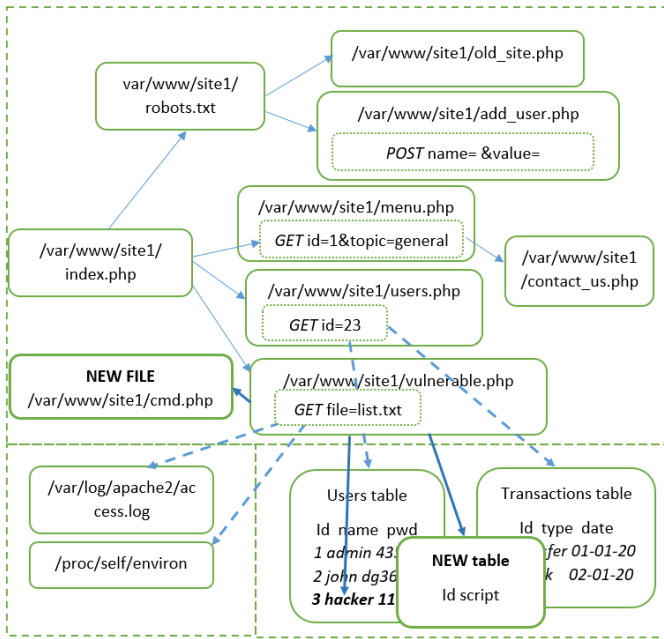 /var/www/site1/old_site.php
var/www/site1/
robots.txt
/var/www/site1/add_user.php
POST name= &value=
/var/www/site1/menu.php
GET id=1&topic=general
/var/www/site1/
index.php
/var/www/site1
/contact_us.php
/var/www/site1/users.php
GET id=23
NEW FILE
/var/www/site1/cmd.php
/var/www/site1/vulnerable.php
GET file=list.txt
/var/log/apache2/ac
cess.log
/proc/self/environ
Users table
Id name pwd
1 admin
2 john
3 hacker
Transactions table
Id type date
01-01-20
02-01-20
NEW table
Id script